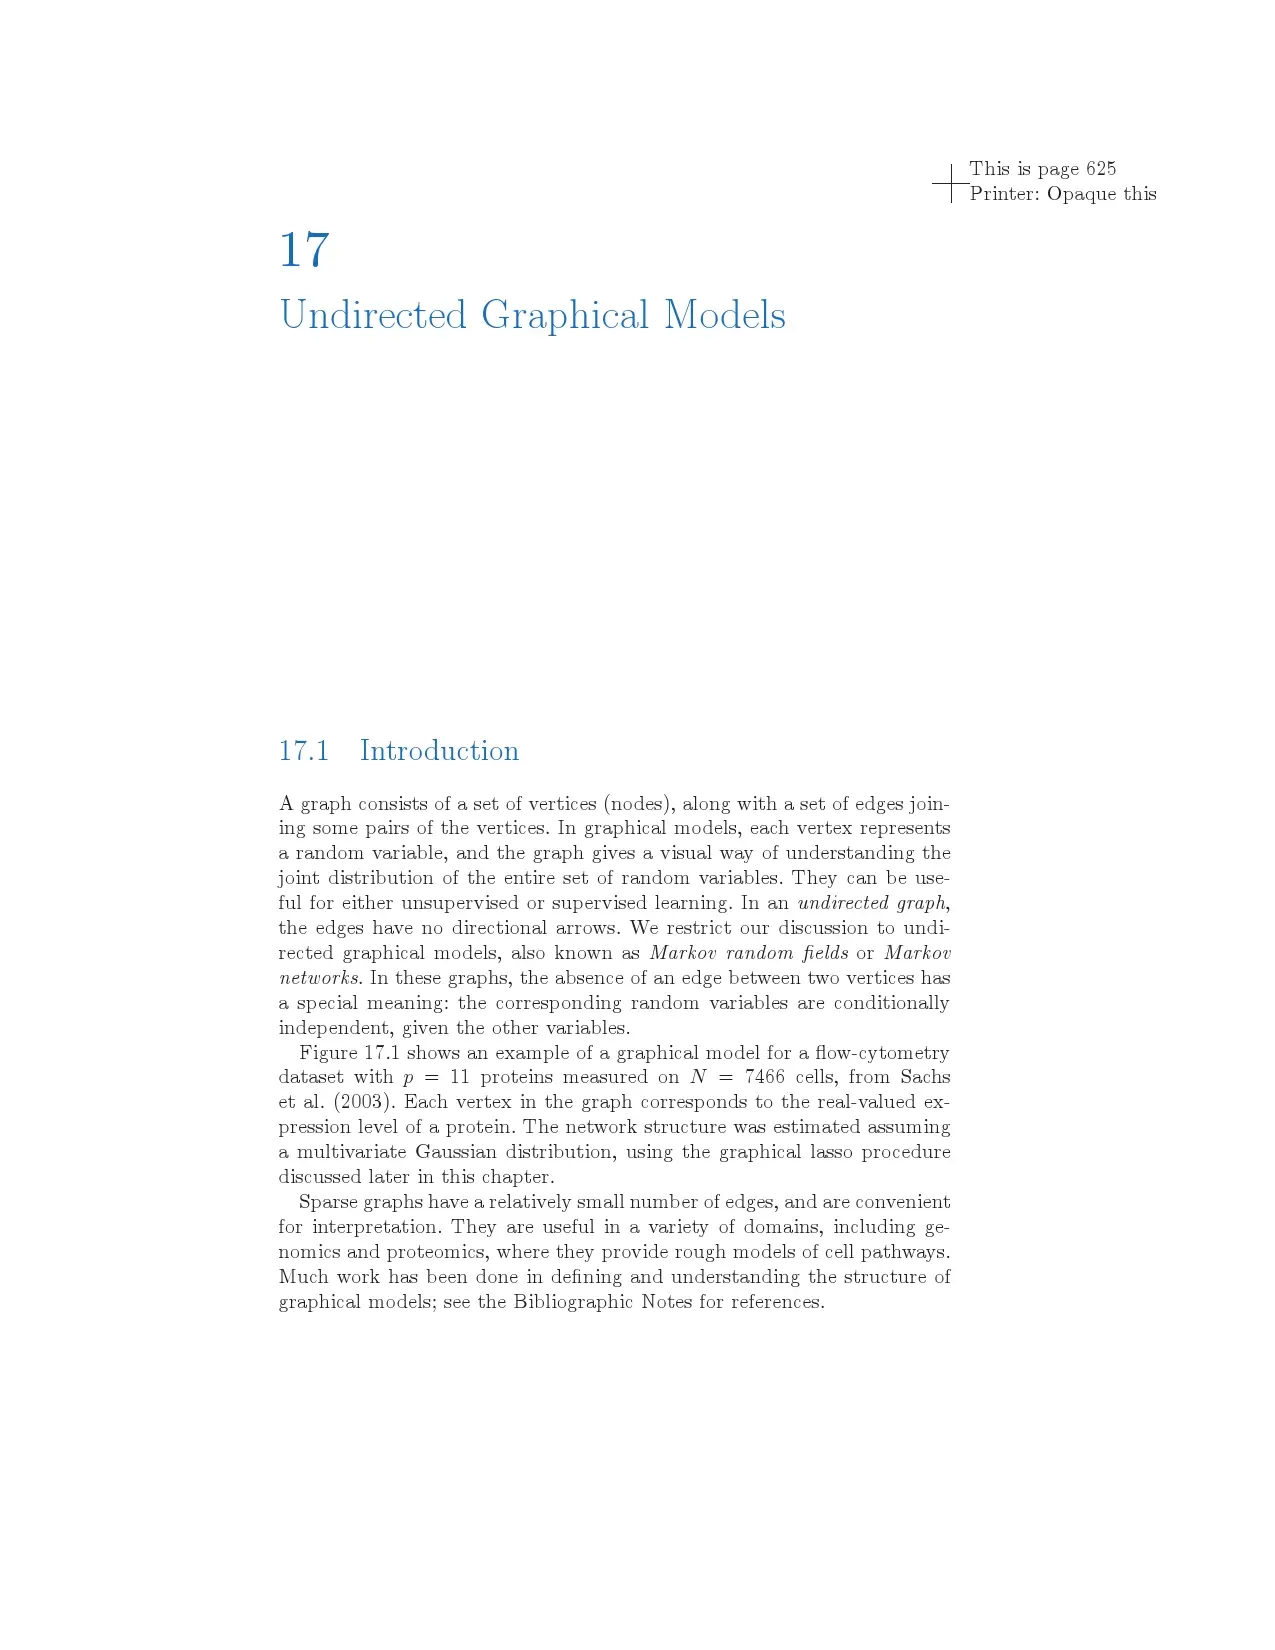 This is page 625
Printer: Opaque this
17
Undirected Graphical Models
17.1 Introduction
A graph consists of a set of vertices (nodes), along with a set of edges join-
ing some pairs of the vertices. In graphical models, each vertex represents
a random variable, and the graph gives a visual way of understanding the
joint distribution of the entire set of random variables. They can be use-
ful for either unsupervised or supervised learning. In an undirected graph,
the edges have no directional arrows. We restrict our discussion to undi-
rected graphical models, also known as Markov random fields or Markov
networks. In these graphs, the absence of an edge between two vertices has
a special meaning: the corresponding random variables are conditionally
independent, given the other variables.
Figure 17.1 shows an example of a graphical model for a flow-cytometry
dataset with p = 11 proteins measured on N = 7466 cells, from Sachs
et al. (2003). Each vertex in the graph corresponds to the real-valued ex-
pression level of a protein. The network structure was estimated assuming
a multivariate Gaussian distribution, using the graphical lasso procedure
discussed later in this chapter.
Sparse graphs have a relatively small number of edges, and are convenient
for interpretation. They are useful in a variety of domains, including ge-
nomics and proteomics, where they provide rough models of cell pathways.
Much work has been done in defining and understanding the structure of
graphical models; see the Bibliographic Notes for references.